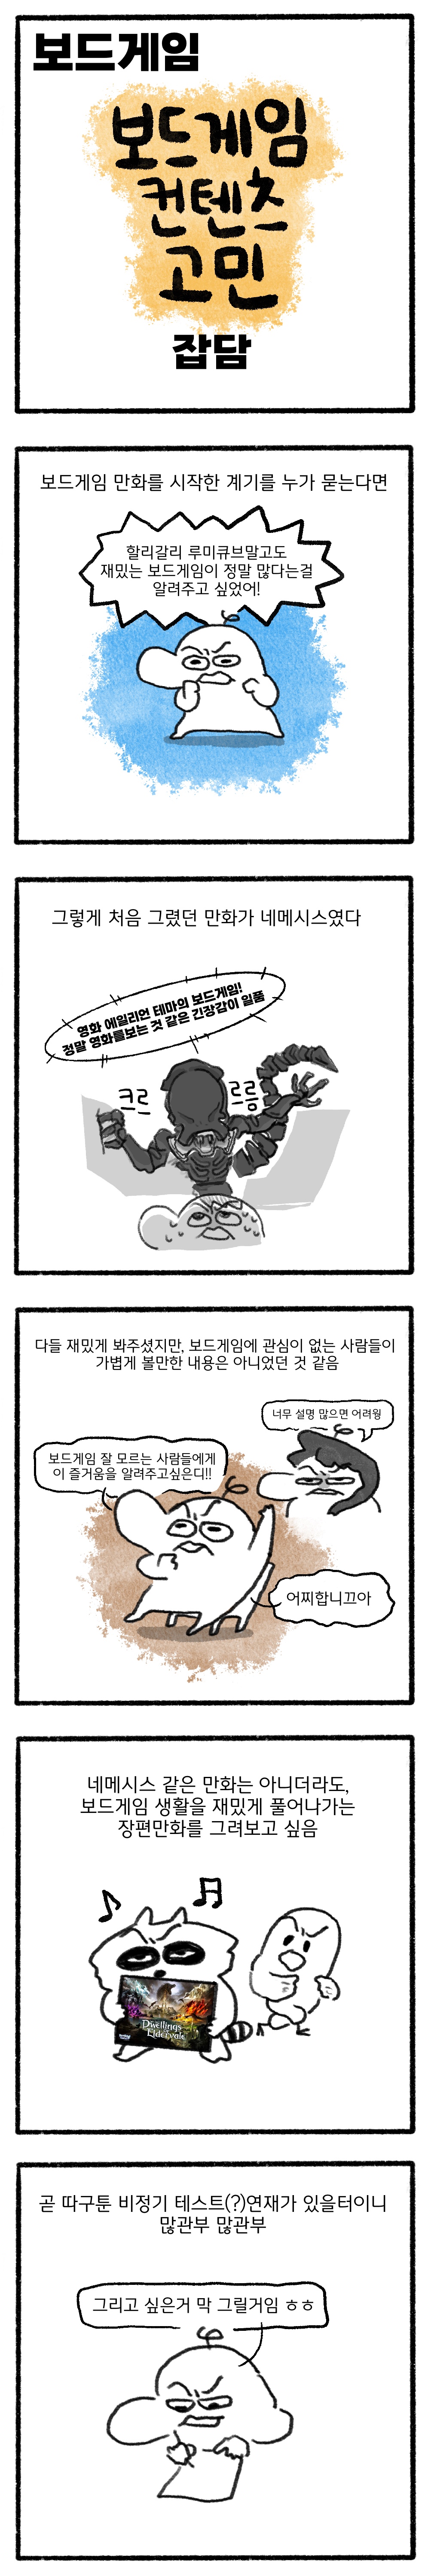 보드게임
보드게임
컨텐츠
고민
잡담
보드게임 만화를 시작한 계기를 누가 묻는다면
할리갈리 루미큐브말고도
재밌는 보드게임이 정말 많다는걸
알려주고 싶었어!
그렇게 처음 그렸던 만화가 네메시스였다
영화 에일리언 테마의 보드게임!
정말 영화를보는 것 같은 긴장감이 일품
크르
르릉
다들 재밌게 봐주셨지만, 보드게임에 관심이 없는 사람들이
가볍게 볼만한 내용은 아니었던 것 같음
너무 설명 많으면 어려웡
보드게임 잘 모르는 사람들에게
이 즐거움을 알려주고싶은디!!
어찌합니끄아
네메시스 같은 만화는 아니더라도,
보드게임 생활을 재밌게 풀어나가는
장편만화를 그려보고 싶음
Dwellings
of
Eldervale
곧 따구툰 비정기 테스트(?)연재가 있을터이니
많관부 많관부
그리고 싶은거 막 그릴거임 ㅎㅎ